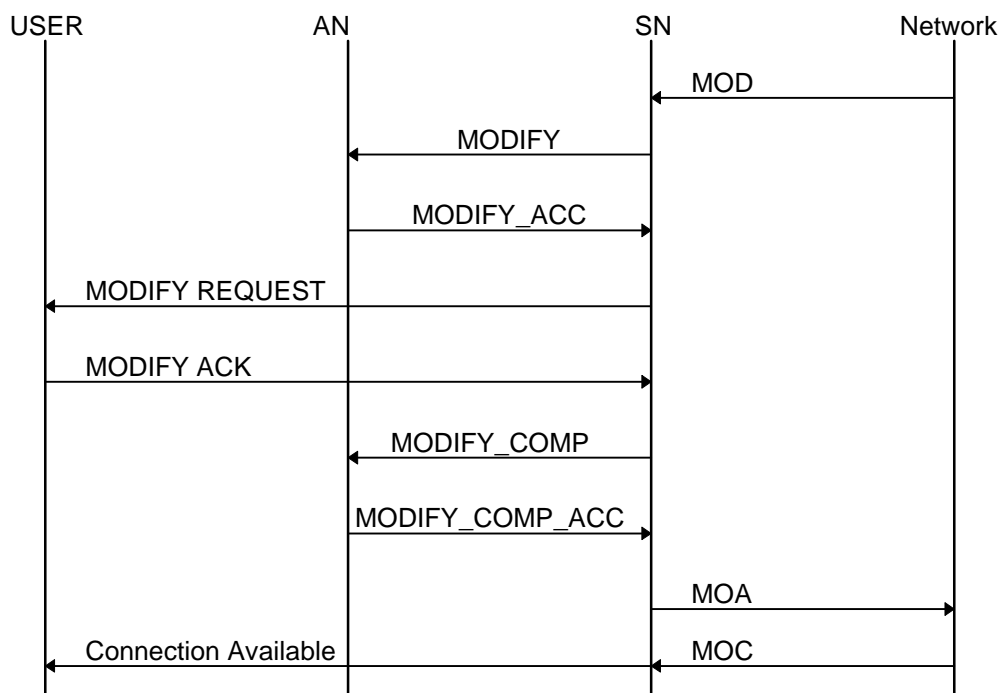 USER AN SN Network
MOD
MODIFY
MODIFY_ACC
MODIFY REQUEST
MODIFY ACK
MODIFY_COMP
MODIFY_COMP_ACC
MOA
Connection Available MOC